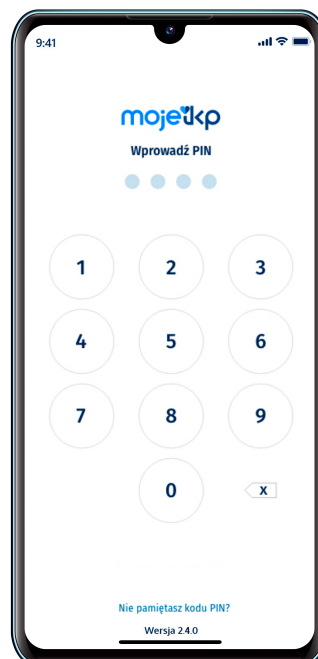 9:41
mojeikp
Wprowadź PIN
1 2 3
4 5 6
7 8 9
0 X
Nie pamiętasz kodu PIN?
Wersja 2.4.0